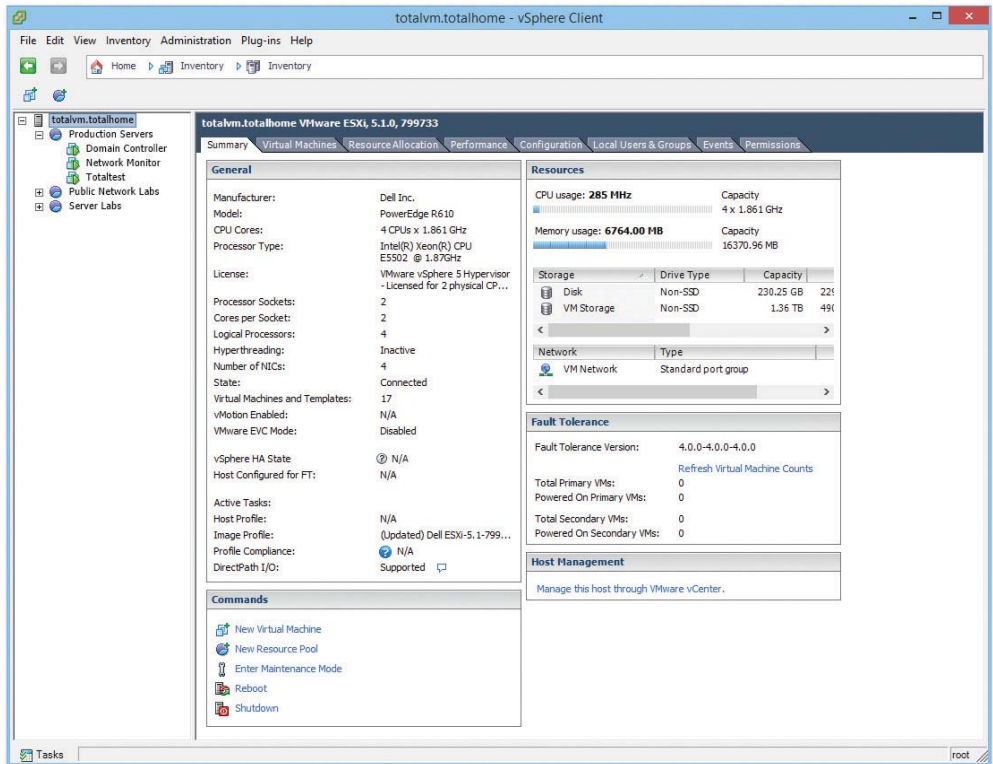 totalvm.totalhome - vSphere Client
File Edit View Inventory Administration Plug-ins Help
Home Inventory Inventory
totalvm.totalhome
Production Servers
Domain Controller
Network Monitor
Totaltest
Public Network Labs
Server Labs
totalvm.totalhome VMware ESXi, 5.1.0, 799733
Summary Virtual Machines Resource Allocation Performance Configuration Local Users & Groups Events Permissions
General
Manufacturer: Dell Inc.
Model: PowerEdge R610
CPU Cores: 4 CPUs x 1.861 GHz
Processor Type: Intel(R) Xeon(R) CPU
E5502 @ 1.87GHz
License: VMware vSphere 5 Hypervisor
- Licensed for 2 physical CP...
Processor Sockets: 2
Cores per Socket: 2
Logical Processors: 4
Hyperthreading: Inactive
Number of NICs: 4
State: Connected
Virtual Machines and Templates: 17
vMotion Enabled: N/A
VMware EVC Mode: Disabled
vSphere HA State N/A
Host Configured for FT: N/A
Active Tasks:
Host Profile: N/A
Image Profile: (Updated) Dell ESXi-5.1-799...
Profile Compliance: N/A
DirectPath I/O: Supported
Commands
New Virtual Machine
New Resource Pool
Enter Maintenance Mode
Reboot
Shutdown
Resources
CPU usage: 285 MHz Capacity
4 x 1.861 GHz
Memory usage: 6764.00 MB Capacity
16370.96 MB
Storage Drive Type Capacity
Disk Non-SSD 230.25 GB 229
VM Storage Non-SSD 1.36 TB 490
Network Type
VM Network Standard port group
Fault Tolerance
Fault Tolerance Version: 4.0.0-4.0.0-4.0.0
Refresh Virtual Machine Counts
Total Primary VMs: 0
Powered On Primary VMs: 0
Total Secondary VMs: 0
Powered On Secondary VMs: 0
Host Management
Manage this host through VMware vCenter.
Tasks
root